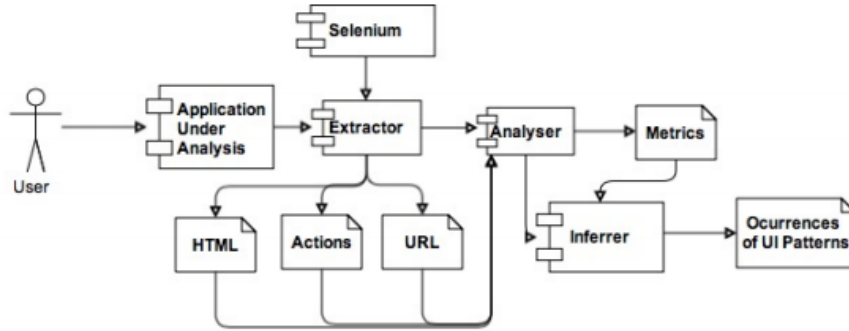 Selenium
Application
Under
Analysis
Extractor
Analyser
Metrics
User
HTML
Actions
URL
Inferrer
Ocurrences
of UI Patterns